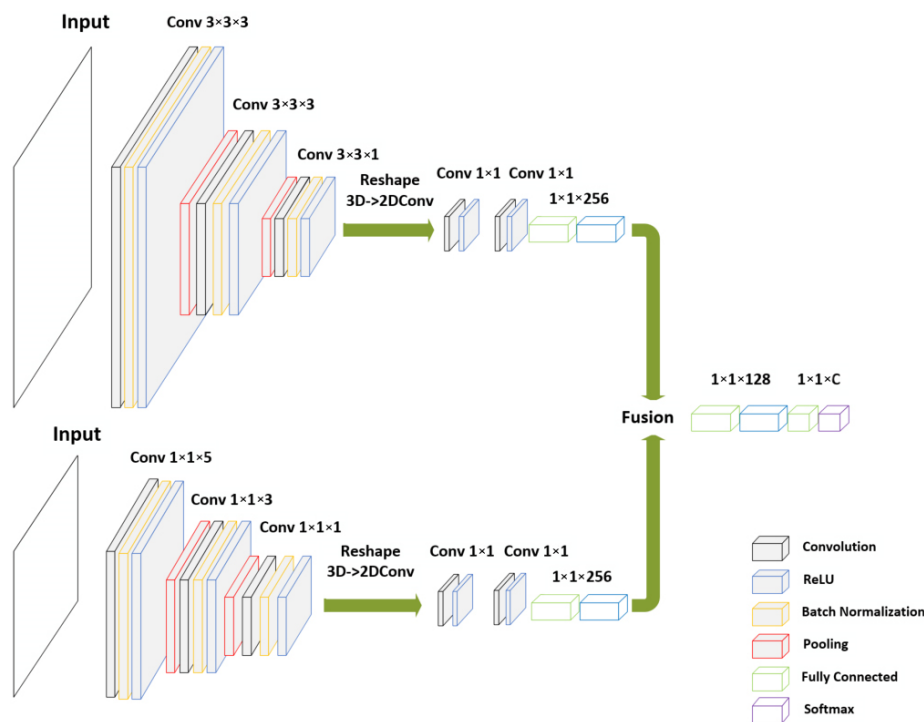 Input
Conv 3×3×3
Conv 3×3×3
Conv 3×3×1
Reshape
3D->2DConv
Conv 1×1
Conv 1×1
1×1×256
Input
Conv 1×1×5
Conv 1×1×3
Conv 1×1×1
Reshape
3D->2DConv
Conv 1×1
Conv 1×1
1×1×256
Fusion
1×1×128
1×1×C
Convolution
ReLU
Batch Normalization
Pooling
Fully Connected
Softmax